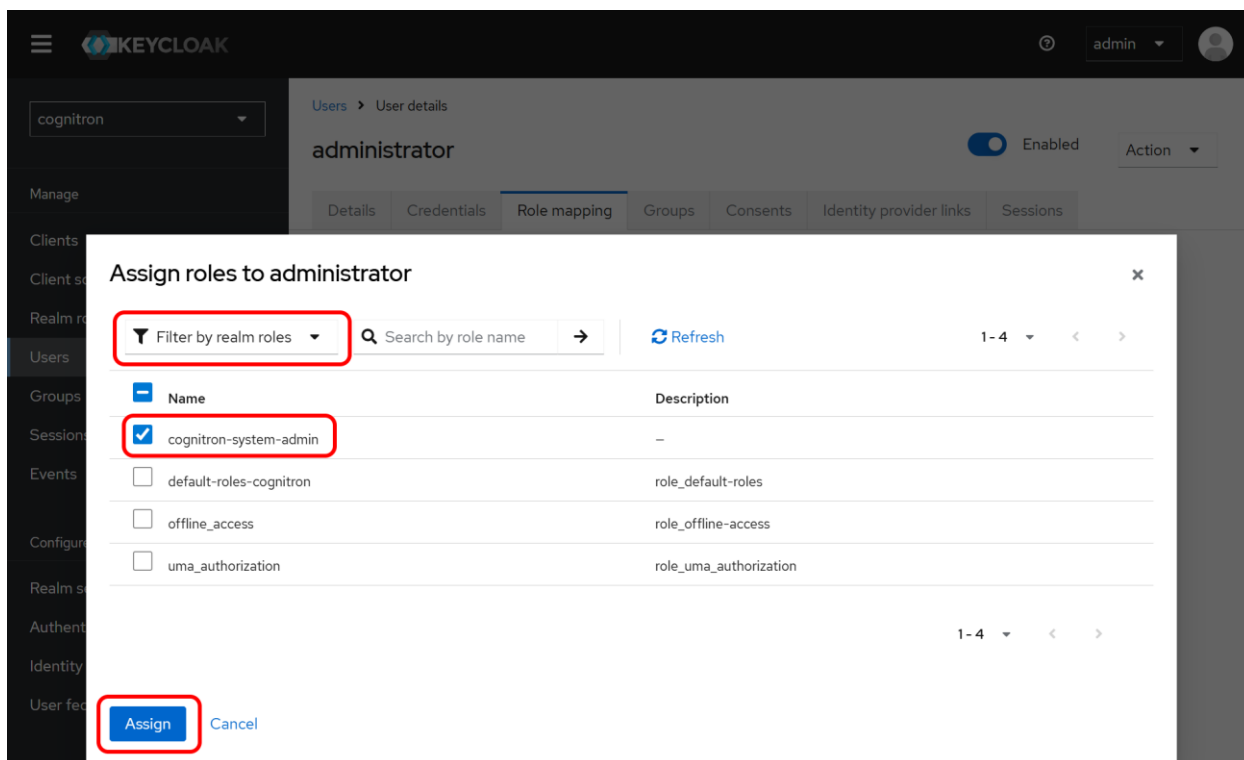 KEYCLOAK
admin
cognitron
Users > User details
administrator
Enabled
Action
Manage
Details Credentials Role mapping Groups Consents Identity provider links Sessions
Clients
Client sc
Realm ro
Users
Groups
Sessions
Events
Configure
Realm se
Authent
Identity
User fed
Assign roles to administrator
Filter by realm roles
Search by role name
Refresh
1 - 4
Name Description
cognitron-system-admin –
default-roles-cognitron role_default-roles
offline_access role_offline-access
uma_authorization role_uma_authorization
1 - 4
Assign Cancel